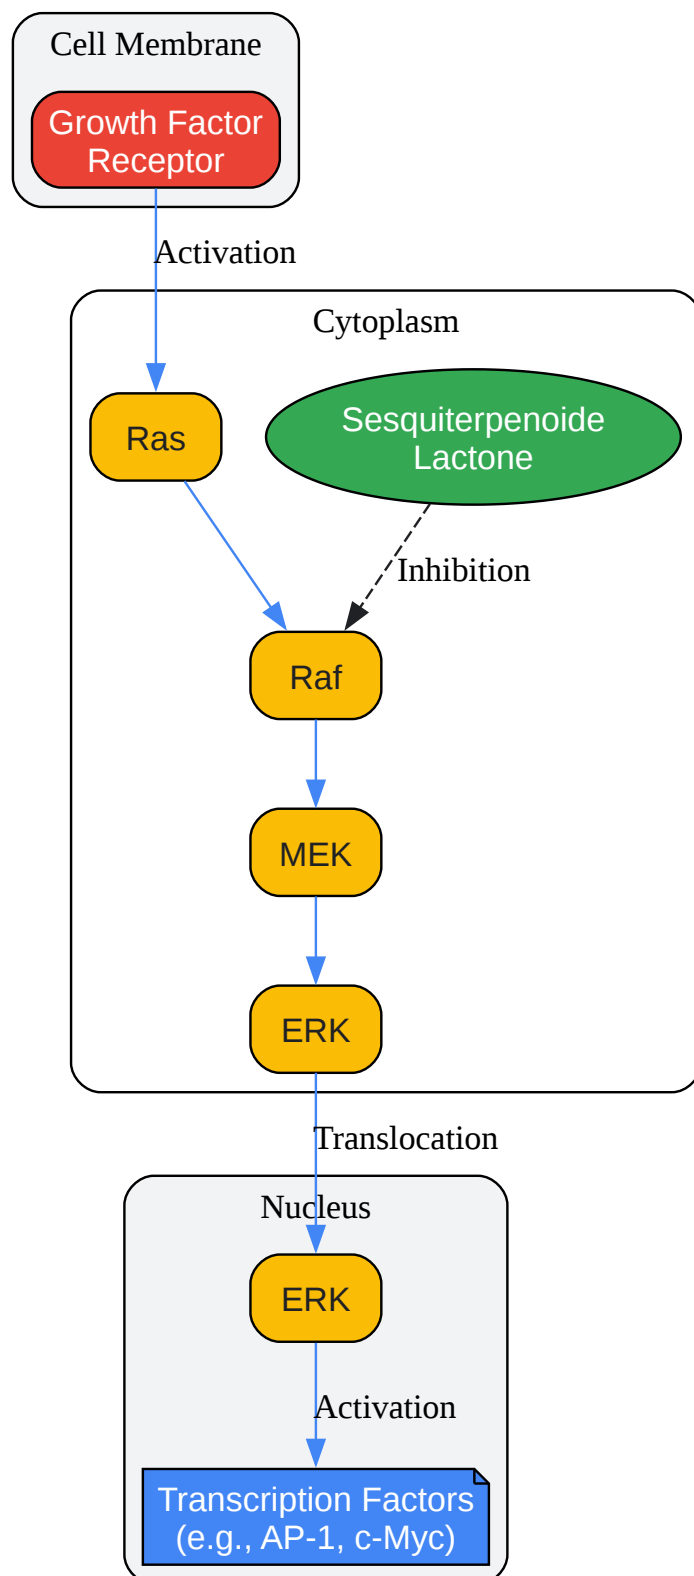 Cell Membrane
Growth Factor
Receptor
Activation
Cytoplasm
Ras
Sesquiterpenoide
Lactone
Inhibition
Raf
MEK
ERK
Translocation
Nucleus
ERK
Activation
Transcription Factors
(e.g., AP-1, c-Myc)